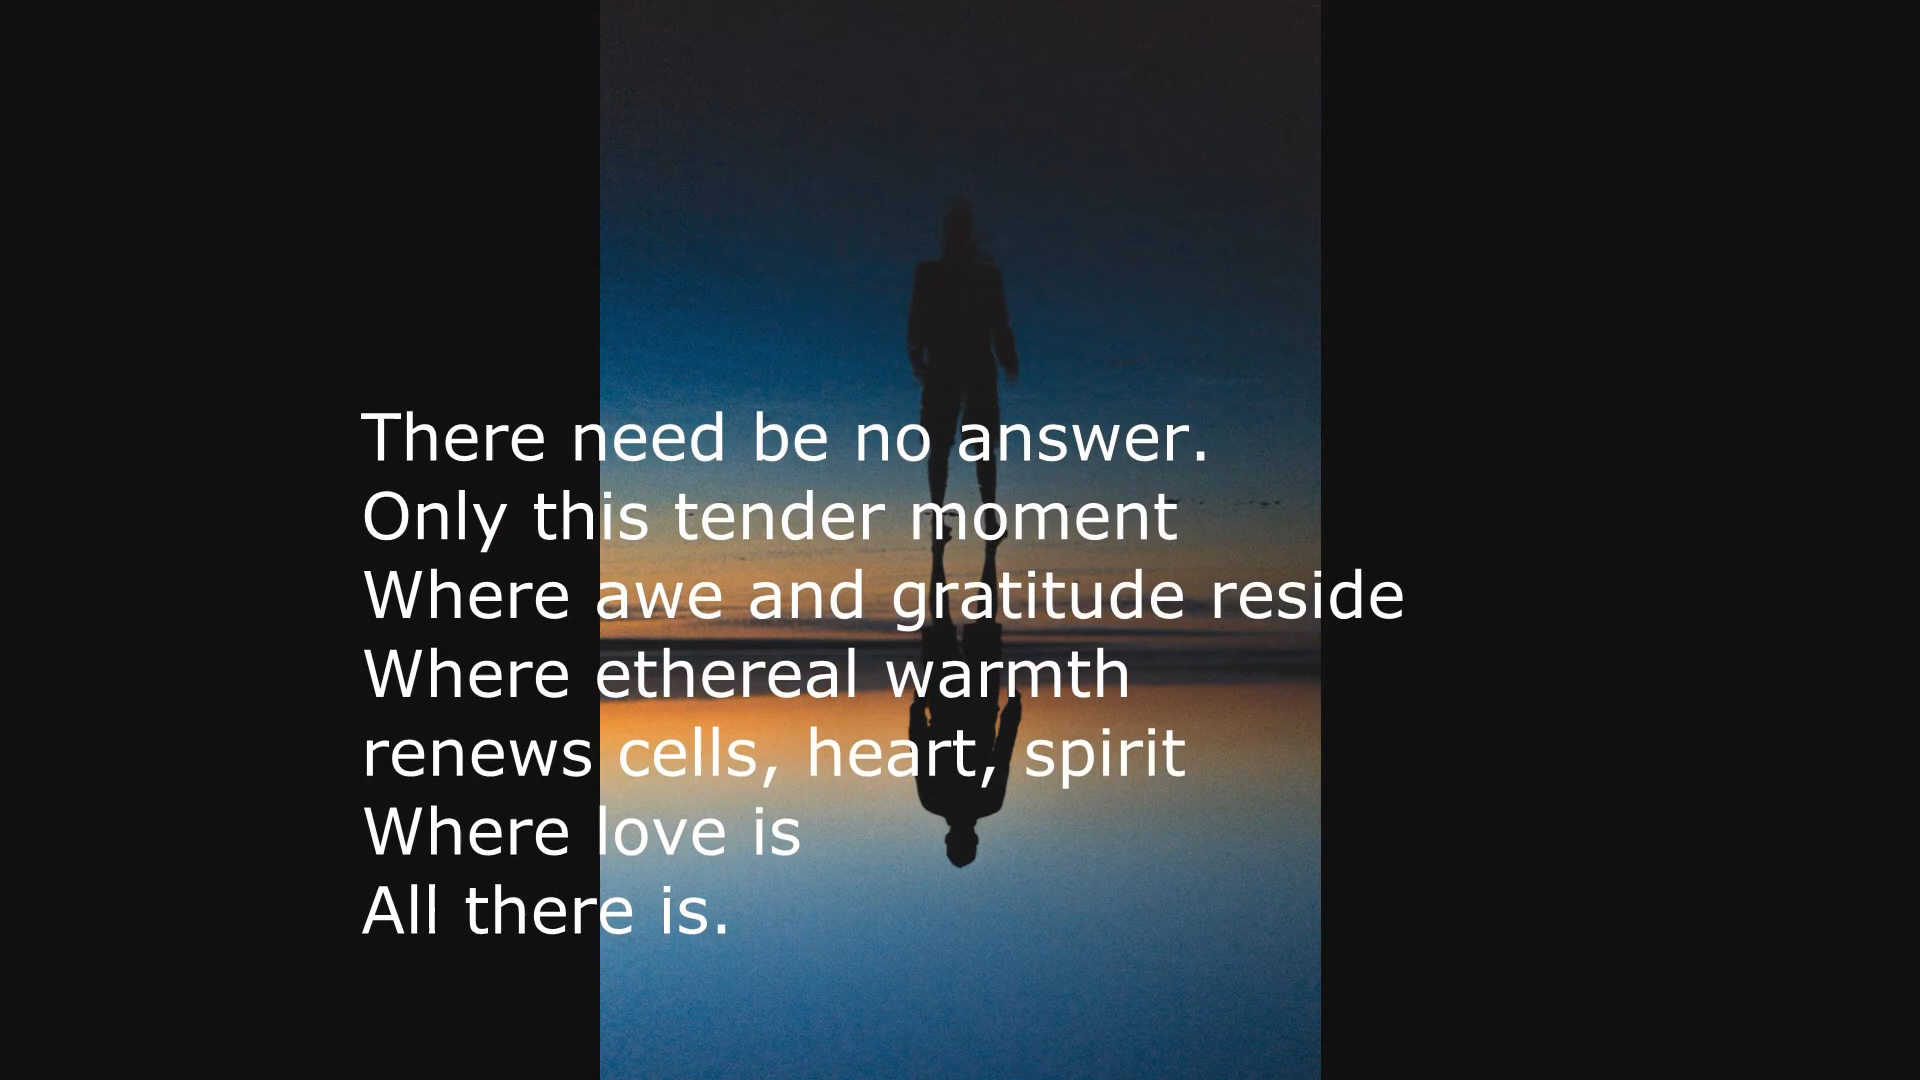 There need be no answer.
Only this tender moment
Where awe and gratitude reside
Where ethereal warmth
renews cells, heart, spirit
Where love is
All there is.